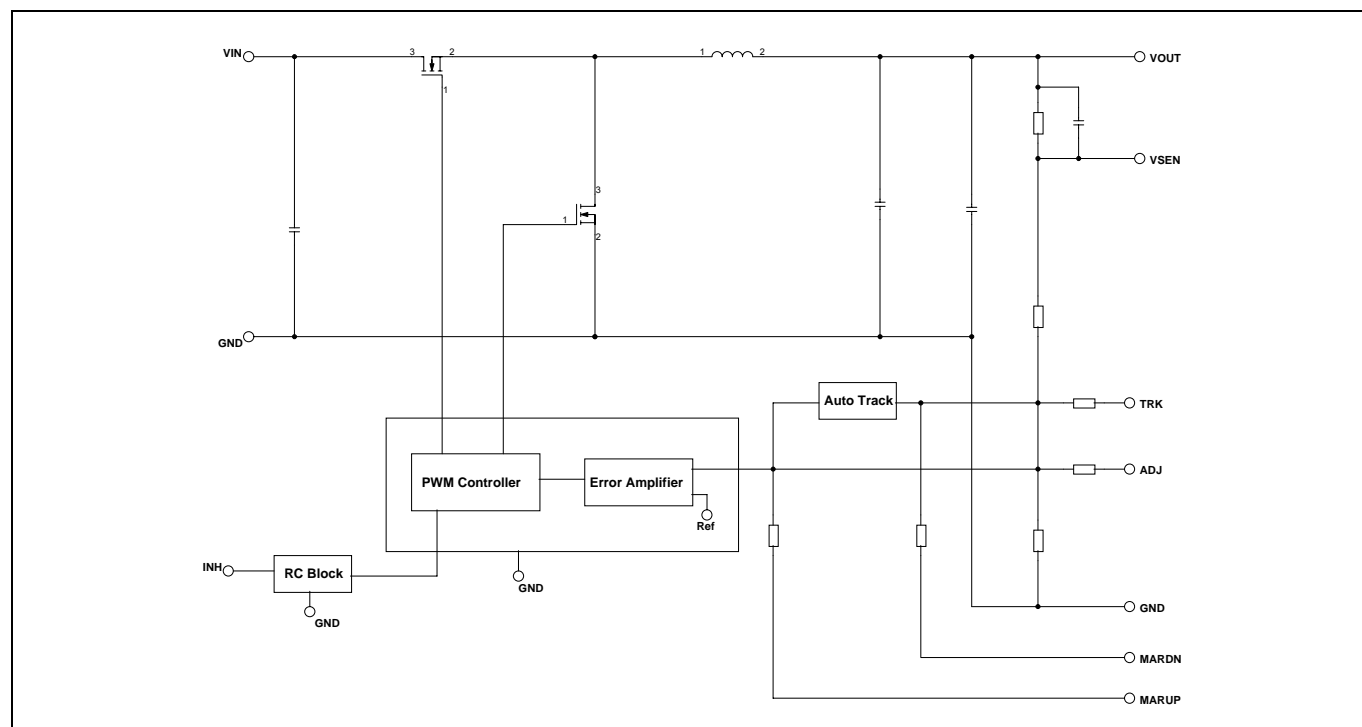 VIN
3
2
1
1
2
VOUT
VSEN
3
1
2
GND
Auto Track
TRK
PWM Controller
Error Amplifier
ADJ
Ref
INH
RC Block
GND
GND
GND
MARDN
MARUP